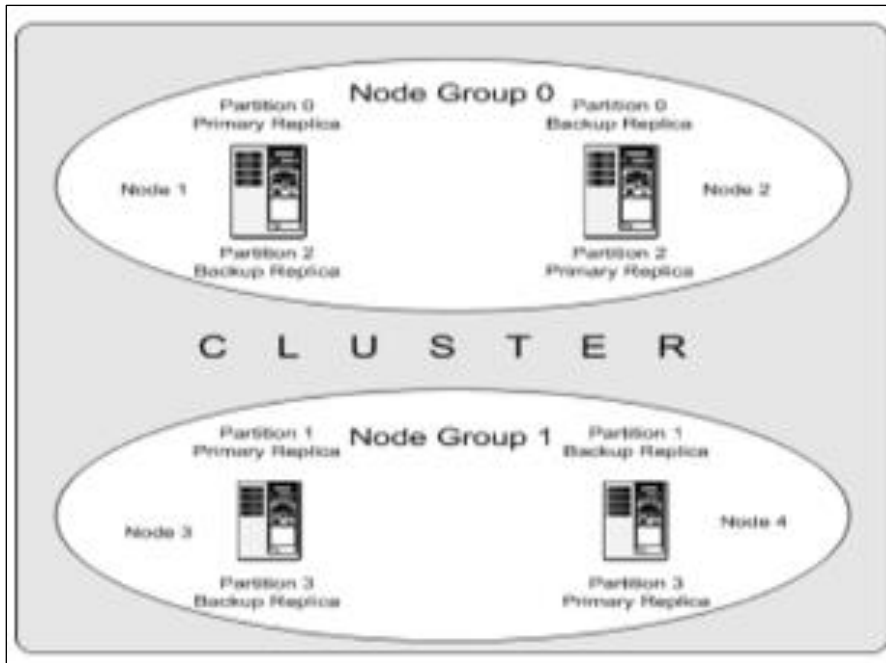 Node Group 0
Partition 0
Primary Replica
Partition 0
Backup Replica
Node 1
Node 2
Partition 2
Backup Replica
Partition 2
Primary Replica
C L U S T E R
Node Group 1
Partition 1
Primary Replica
Partition 1
Backup Replica
Node 3
Node 4
Partition 3
Backup Replica
Partition 3
Primary Replica